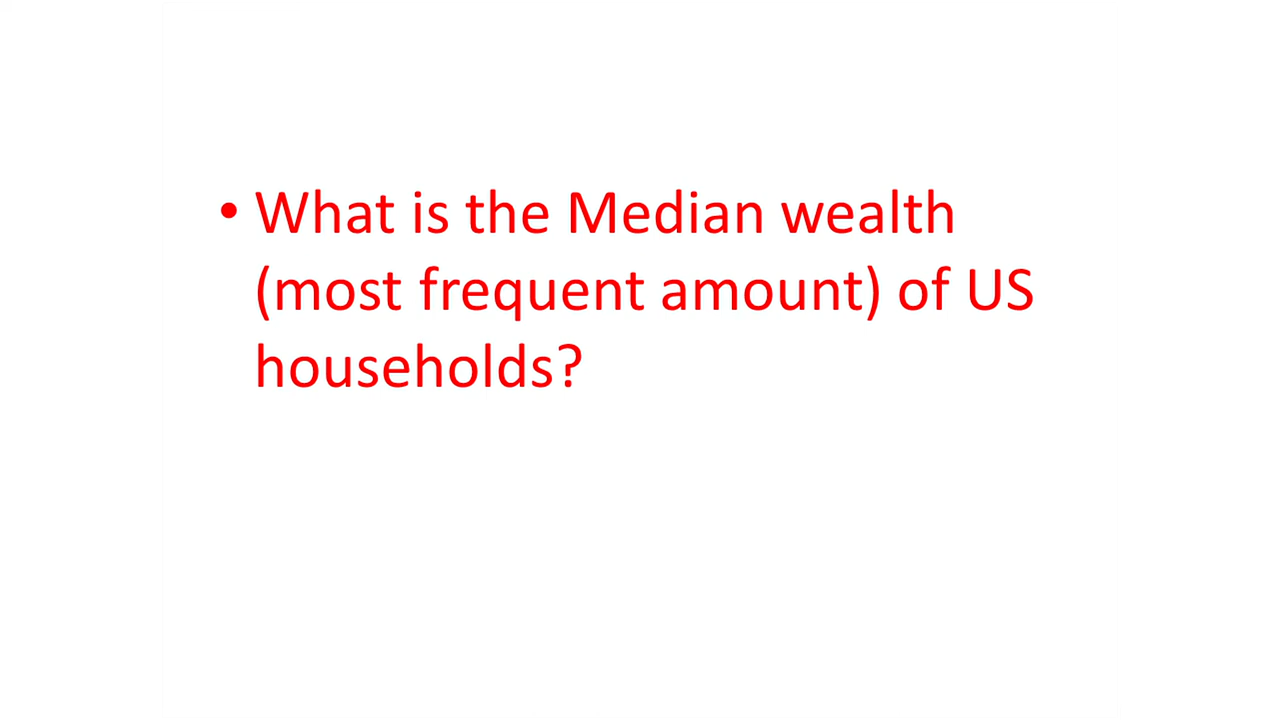 • What is the Median wealth
(most frequent amount) of US
households?